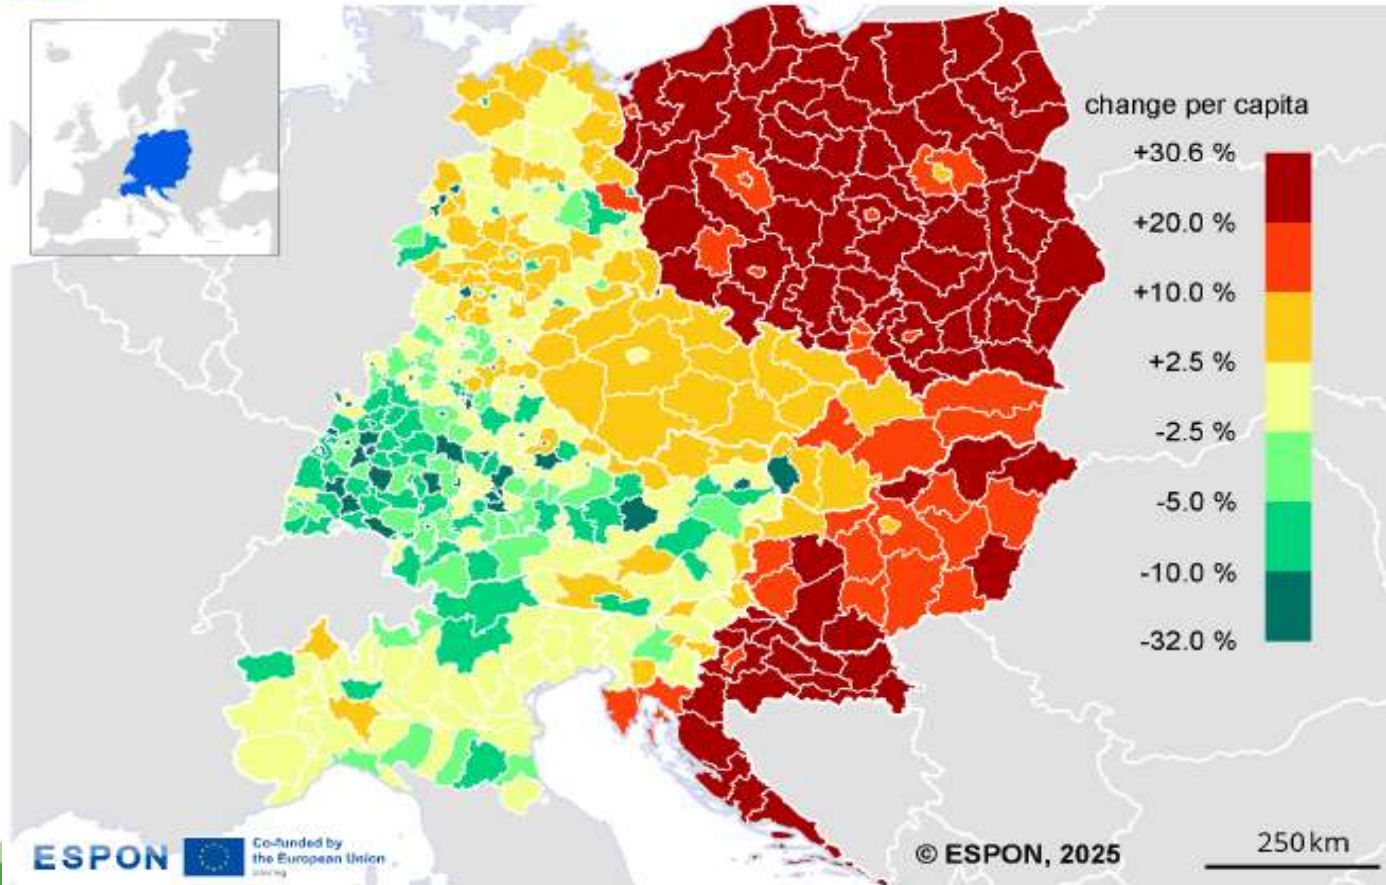 change per capita
+30.6 %
+20.0 %
+10.0 %
+2.5 %
-2.5 %
-5.0 %
-10.0 %
-32.0 %
ESPON
Co-funded by
the European Union
© ESPON, 2025
250 km